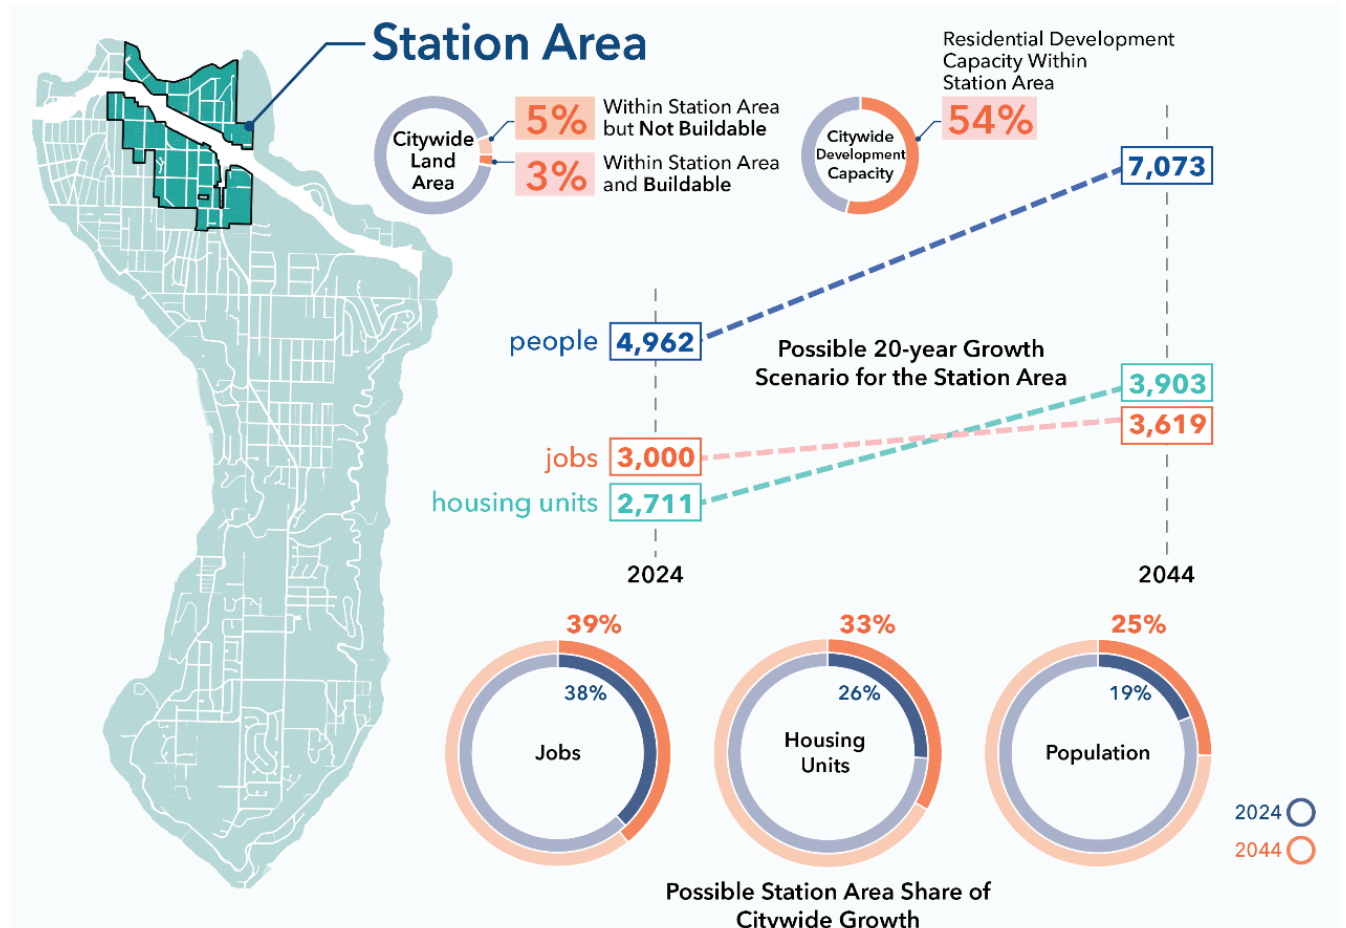 Station Area
Citywide
Land
Area
5%
Within Station Area
but Not Buildable
3%
Within Station Area
and Buildable
Citywide
Development
Capacity
Residential Development
Capacity Within
Station Area
54%
7,073
people
4,962
Possible 20-year Growth
Scenario for the Station Area
3,903
3,619
jobs
3,000
housing units
2,711
2024
2044
39%
38%
Jobs
33%
26%
Housing
Units
25%
19%
Population
2024
2044
Possible Station Area Share of
Citywide Growth